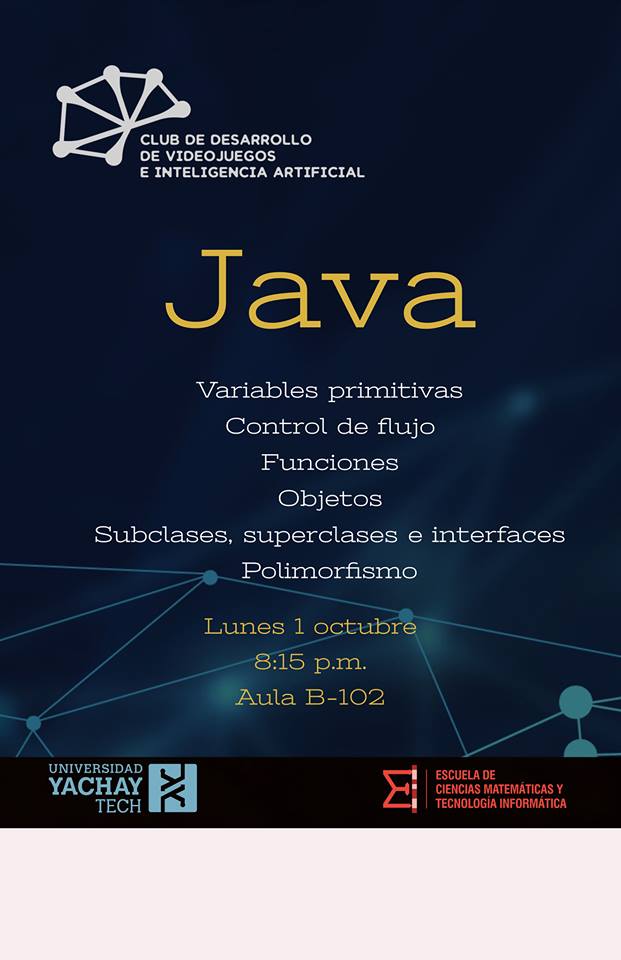 CLUB DE DESARROLLO
DE VIDEOJUEGOS
E INTELIGENCIA ARTIFICIAL
Java
Variables primitivas
Control de flujo
Funciones
Objetos
Subclases, superclases e interfaces
Polimorfismo
Lunes 1 octubre
8:15 p.m.
Aula B-102
UNIVERSIDAD
YACHAY
TECH
ESCUELA DE
CIENCIAS MATEMÁTICAS Y
TECNOLOGÍA INFORMÁTICA